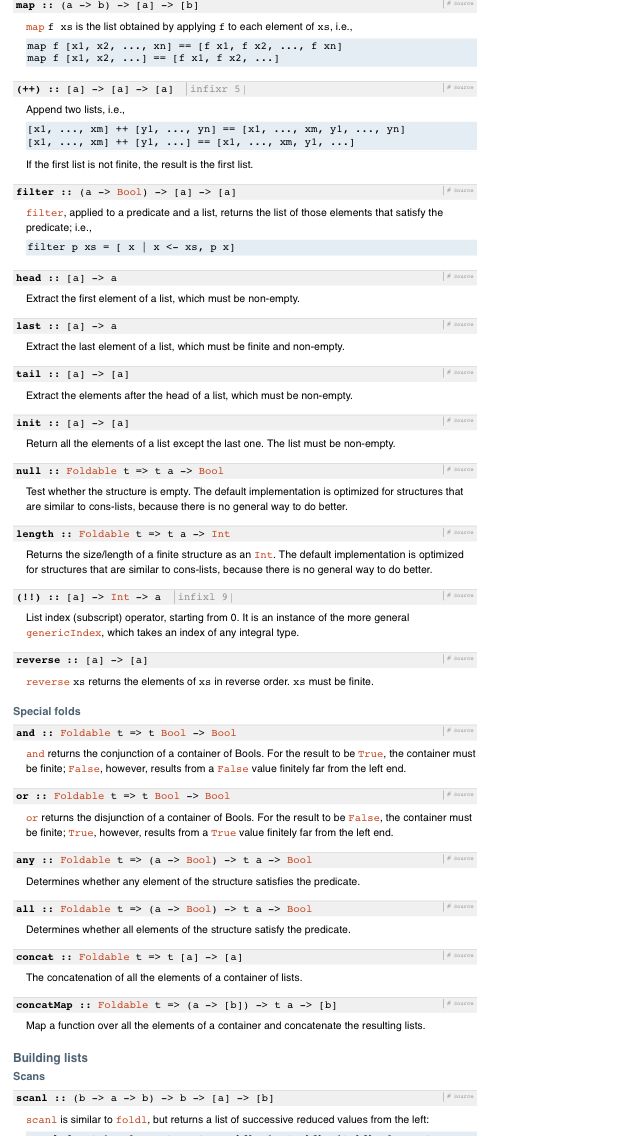 map :: (a -> b) -> [a] -> [b]
map f xs is the list obtained by applying f to each element of xs, i.e.,
map f [x1, x2, ..., xn] == [f x1, f x2, ..., f xn]
map f [x1, x2, ...] == [f x1, f x2, ...]
(++) :: [a] -> [a] -> [a] infixr 5 # Source
Append two lists, i.e.,
[x1, ..., xm] ++ [y1, ..., yn] == [x1, ..., xm, y1, ..., yn]
[x1, ..., xm] ++ [y1, ...] == [x1, ..., xm, y1, ...]
If the first list is not finite, the result is the first list.
filter :: (a -> Bool) -> [a] -> [a] # Source
filter, applied to a predicate and a list, returns the list of those elements that satisfy the
predicate; i.e.,
filter p xs = [ x | x <- xs, p x]
head :: [a] -> a # Source
Extract the first element of a list, which must be non-empty.
last :: [a] -> a # Source
Extract the last element of a list, which must be finite and non-empty.
tail :: [a] -> [a] # Source
Extract the elements after the head of a list, which must be non-empty.
init :: [a] -> [a] # Source
Return all the elements of a list except the last one. The list must be non-empty.
null :: Foldable t => t a -> Bool # Source
Test whether the structure is empty. The default implementation is optimized for structures that
are similar to cons-lists, because there is no general way to do better.
length :: Foldable t => t a -> Int # Source
Returns the size/length of a finite structure as an Int. The default implementation is optimized
for structures that are similar to cons-lists, because there is no general way to do better.
(!!) :: [a] -> Int -> a infixl 9 # Source
List index (subscript) operator, starting from 0. It is an instance of the more general
genericIndex, which takes an index of any integral type.
reverse :: [a] -> [a] # Source
reverse xs returns the elements of xs in reverse order. xs must be finite.
Special folds
and :: Foldable t => t Bool -> Bool # Source
and returns the conjunction of a container of Bools. For the result to be True, the container must
be finite; False, however, results from a False value finitely far from the left end.
or :: Foldable t => t Bool -> Bool # Source
or returns the disjunction of a container of Bools. For the result to be False, the container must
be finite; True, however, results from a True value finitely far from the left end.
any :: Foldable t => (a -> Bool) -> t a -> Bool # Source
Determines whether any element of the structure satisfies the predicate.
all :: Foldable t => (a -> Bool) -> t a -> Bool # Source
Determines whether all elements of the structure satisfy the predicate.
concat :: Foldable t => t [a] -> [a] # Source
The concatenation of all the elements of a container of lists.
concatMap :: Foldable t => (a -> [b]) -> t a -> [b] # Source
Map a function over all the elements of a container and concatenate the resulting lists.
Building lists
Scans
scanl :: (b -> a -> b) -> b -> [a] -> [b] # Source
scanl is similar to foldl, but returns a list of successive reduced values from the left: